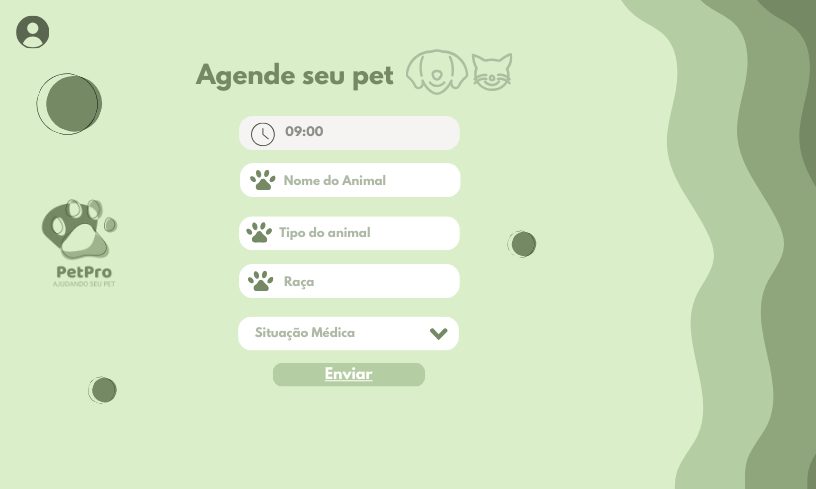 Agende seu pet
09:00
Nome do Animal
Tipo do animal
Raça
PetPro
AJUDANDO SEU PET
Situação Médica
Enviar